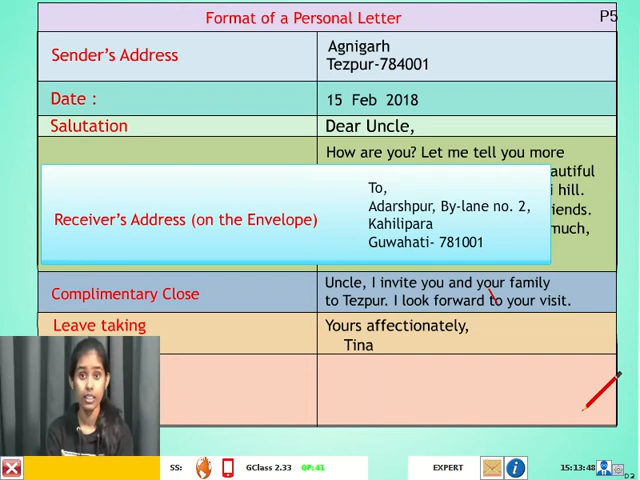 Format of a Personal Letter
P5
Sender's Address
Agnigarh
Tezpur-784001
Date :
15 Feb 2018
Salutation
Dear Uncle,
How are you? Let me tell you more
hill.
much,
Receiver's Address (on the Envelope)
To,
Adarshpur, By-lane no. 2,
Kahilipara
Guwahati- 781001
Complimentary Close
Uncle, I invite you and your family
to Tezpur. I look forward to your visit.
Leave taking
Yours affectionately,
Tina
SS:
GClass 2.33
QP:41
EXPERT
15:13:48
D2